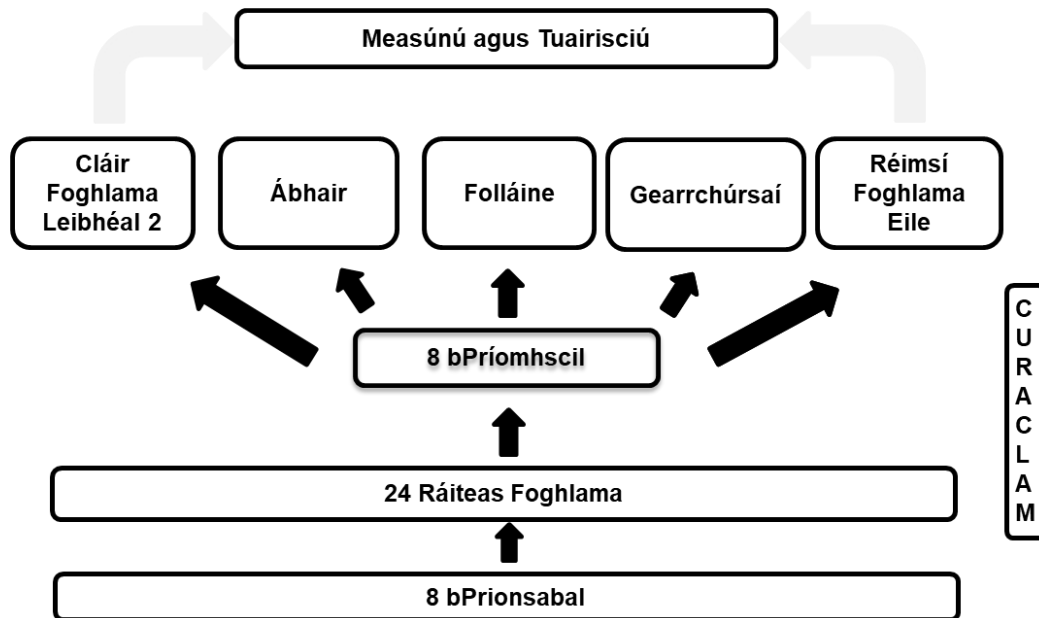 Measúnú agus Tuairisciú
Cláir
Foghlama
Leibhéal 2
Ábhair
Folláine
Gearrchúrsaí
Réimsí
Foghlama
Eile
8 bPríomhscil
24 Ráiteas Foghlama
8 bPrionsabal
C
U
R
A
C
L
A
M